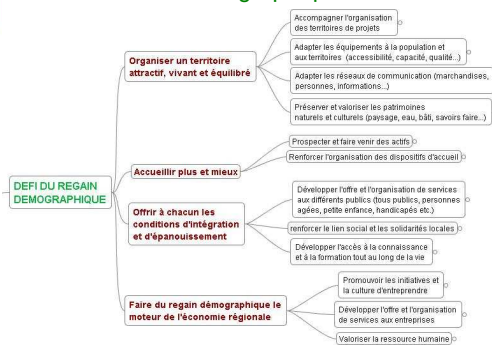 DEFI DU REGAIN
DEMOGRAPHIQUE
Organiser un territoire
attractif, vivant et équilibré
Accompagner l'organisation
des territoires de projets
Adapter les équipements à la population et
aux territoires (accessibilité, capacité, qualité...)
Adapter les réseaux de communication (marchandises,
personnes, informations...)
Préserver et valoriser les patrimoines
naturels et culturels (paysage, eau, bâti, savoirs faire...)
Accueillir plus et mieux
Prospecter et faire venir des actifs
Renforcer l'organisation des dispositifs d'accueil
Offrir à chacun les
conditions d'intégration
et d'épanouissement
Développer l'offre et l'organisation de services
aux différents publics (tous publics, personnes
agées, petite enfance, handicapés etc.)
renforcer le lien social et les solidarités locales
Développer l'accès à la connaissance
et à la formation tout au long de la vie
Faire du regain démographique le
moteur de l'économie régionale
Promouvoir les initiatives et
la culture d'entreprendre
Développer l'offre et l'organisation
de services aux entreprises
Valoriser la ressource humaine